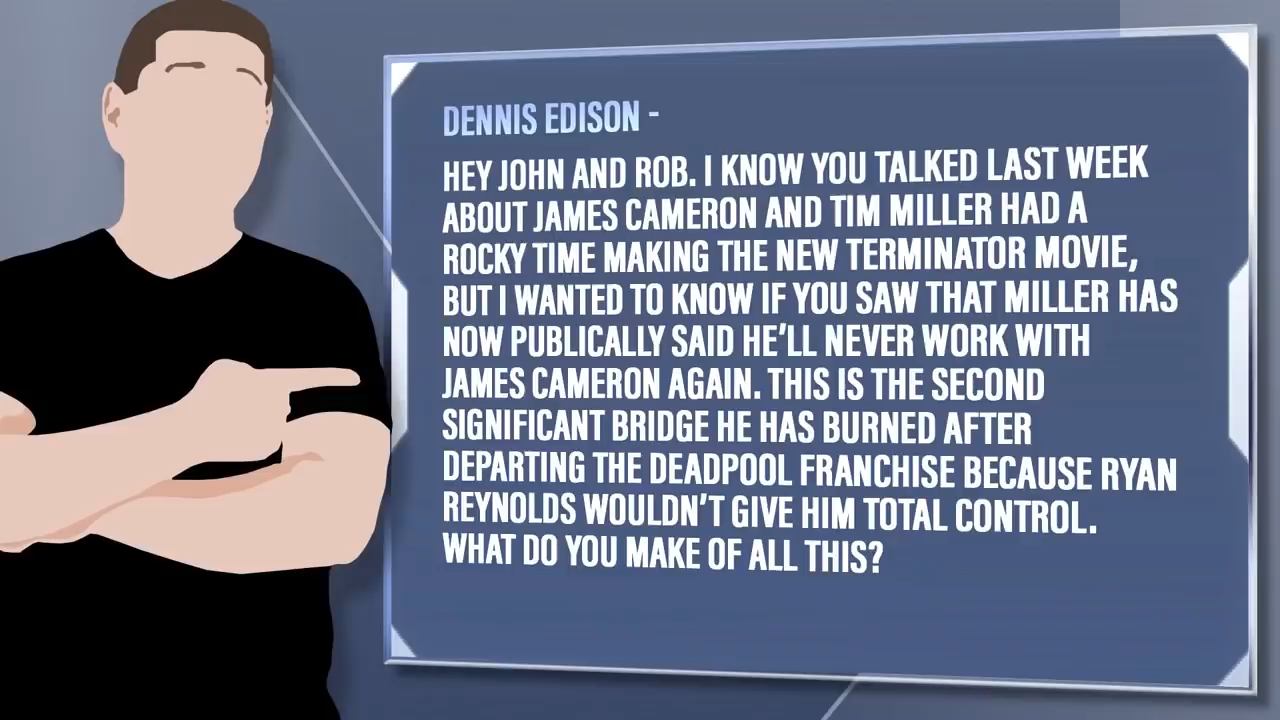 DENNIS EDISON -
HEY JOHN AND ROB. I KNOW YOU TALKED LAST WEEK
ABOUT JAMES CAMERON AND TIM MILLER HAD A
ROCKY TIME MAKING THE NEW TERMINATOR MOVIE,
BUT I WANTED TO KNOW IF YOU SAW THAT MILLER HAS
NOW PUBLICALLY SAID HE'LL NEVER WORK WITH
JAMES CAMERON AGAIN. THIS IS THE SECOND
SIGNIFICANT BRIDGE HE HAS BURNED AFTER
DEPARTING THE DEADPOOL FRANCHISE BECAUSE RYAN
REYNOLDS WOULDN'T GIVE HIM TOTAL CONTROL.
WHAT DO YOU MAKE OF ALL THIS?